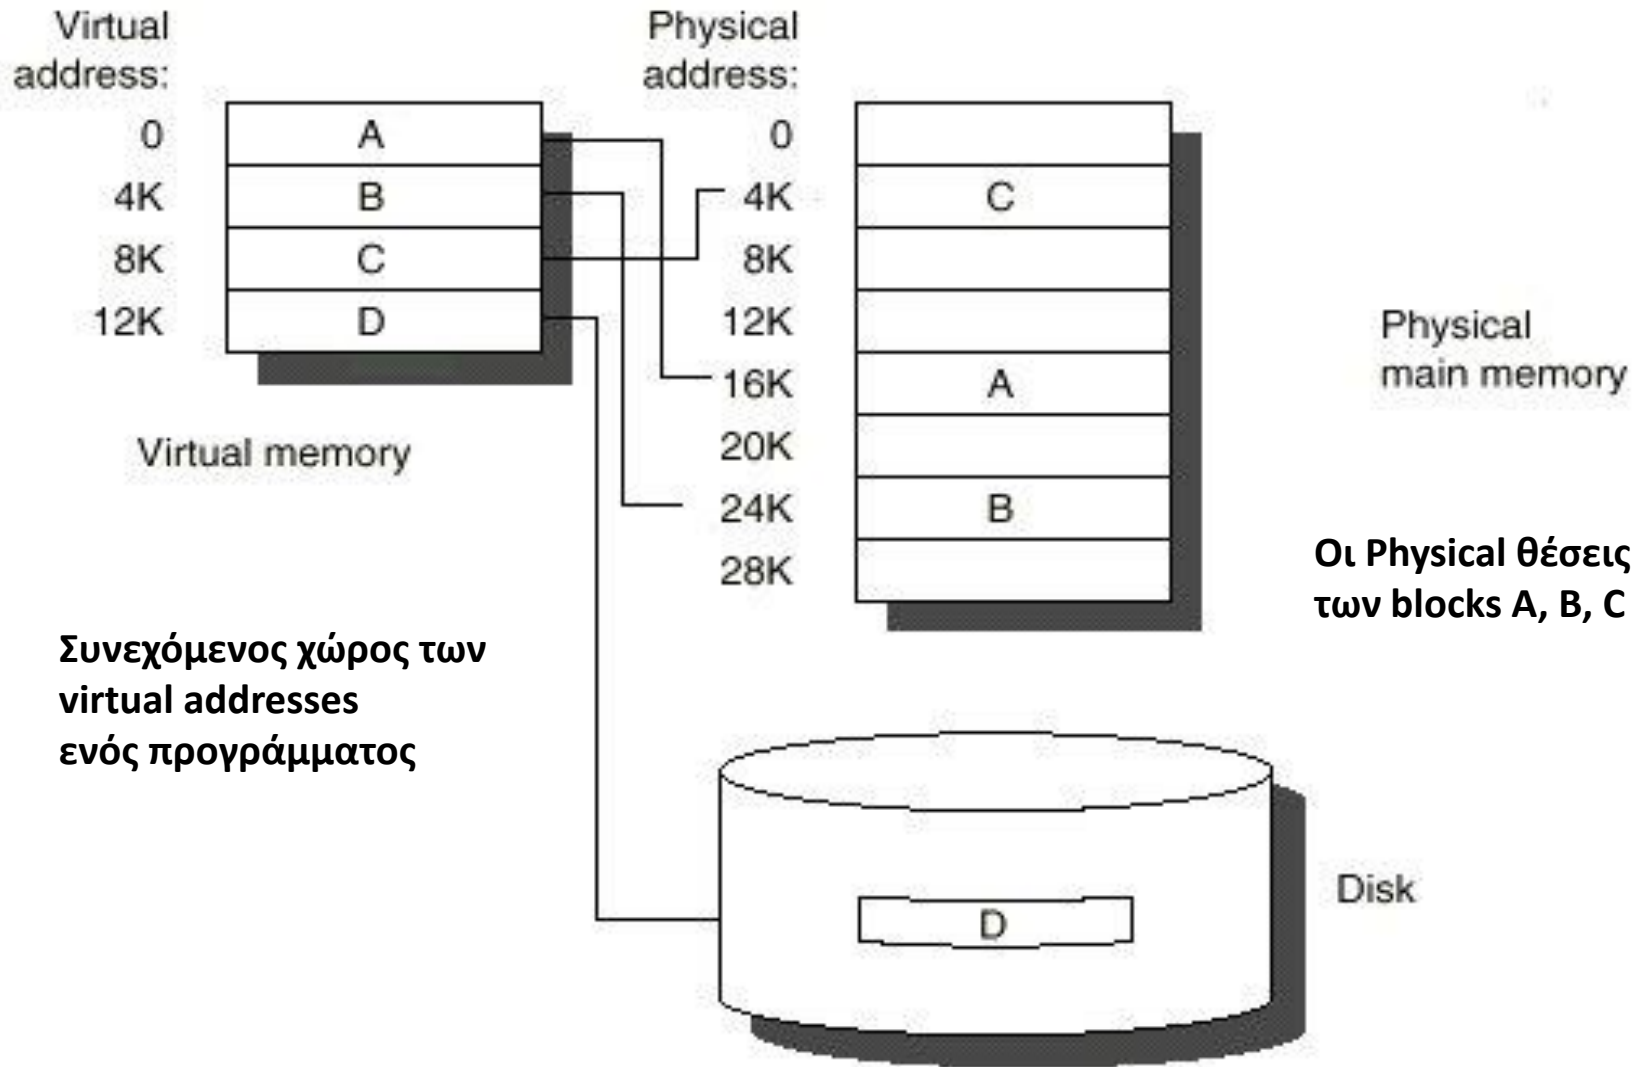 Virtual
address:
0
4K
8K
12K
A
B
C
D
Virtual memory
Physical
address:
0
4K
8K
12K
16K
20K
24K
28K
C
A
B
Physical
main memory
Οι Physical θέσεις
των blocks A, B, C
Συνεχόμενος χώρος των
virtual addresses
ενός προγράμματος
D
Disk